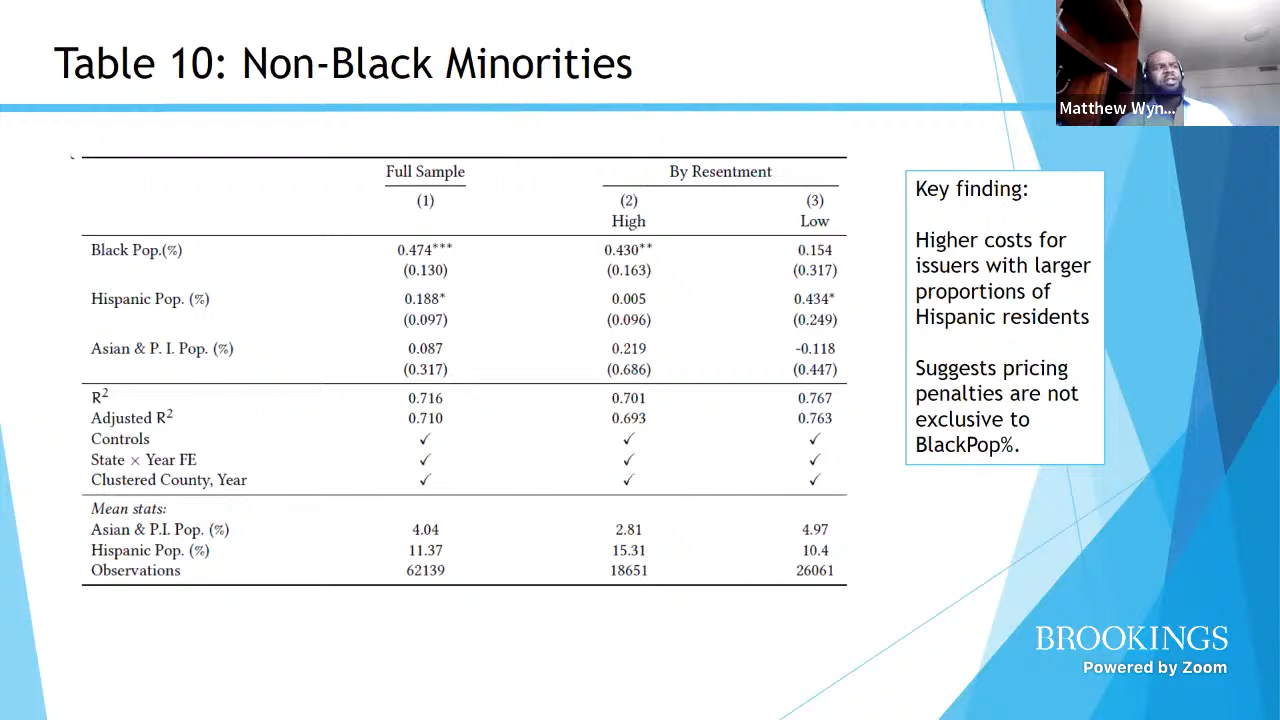 Table 10: Non-Black Minorities
Matthew Wyn...
Full Sample By Resentment
(1) (2) (3)
High Low
Black Pop.(%) 0.474*** 0.430** 0.154
(0.130) (0.163) (0.317)
Hispanic Pop. (%) 0.188* 0.005 0.434*
(0.097) (0.096) (0.249)
Asian & P. I. Pop. (%) 0.087 0.219 -0.118
(0.317) (0.686) (0.447)
R² 0.716 0.701 0.767
Adjusted R² 0.710 0.693 0.763
Controls ✓ ✓ ✓
State × Year FE ✓ ✓ ✓
Clustered County, Year ✓ ✓ ✓
Mean stats:
Asian & P.I. Pop. (%) 4.04 2.81 4.97
Hispanic Pop. (%) 11.37 15.31 10.4
Observations 62139 18651 26061
Key finding:
Higher costs for
issuers with larger
proportions of
Hispanic residents
Suggests pricing
penalties are not
exclusive to
BlackPop%.
BROOKINGS
Powered by Zoom